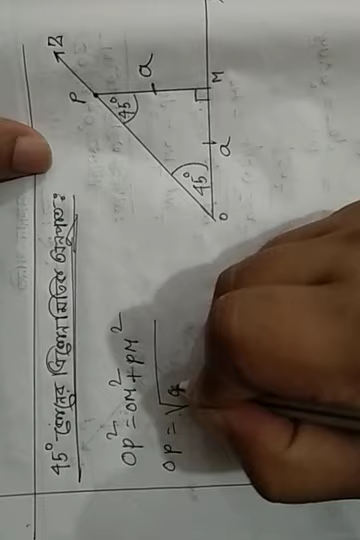 45° কোণের ত্রিকোণমিতিক অনুপাত:
OP² = OM² + PM²
OP = √a
Z
P
45°
a
M
a
45°
O